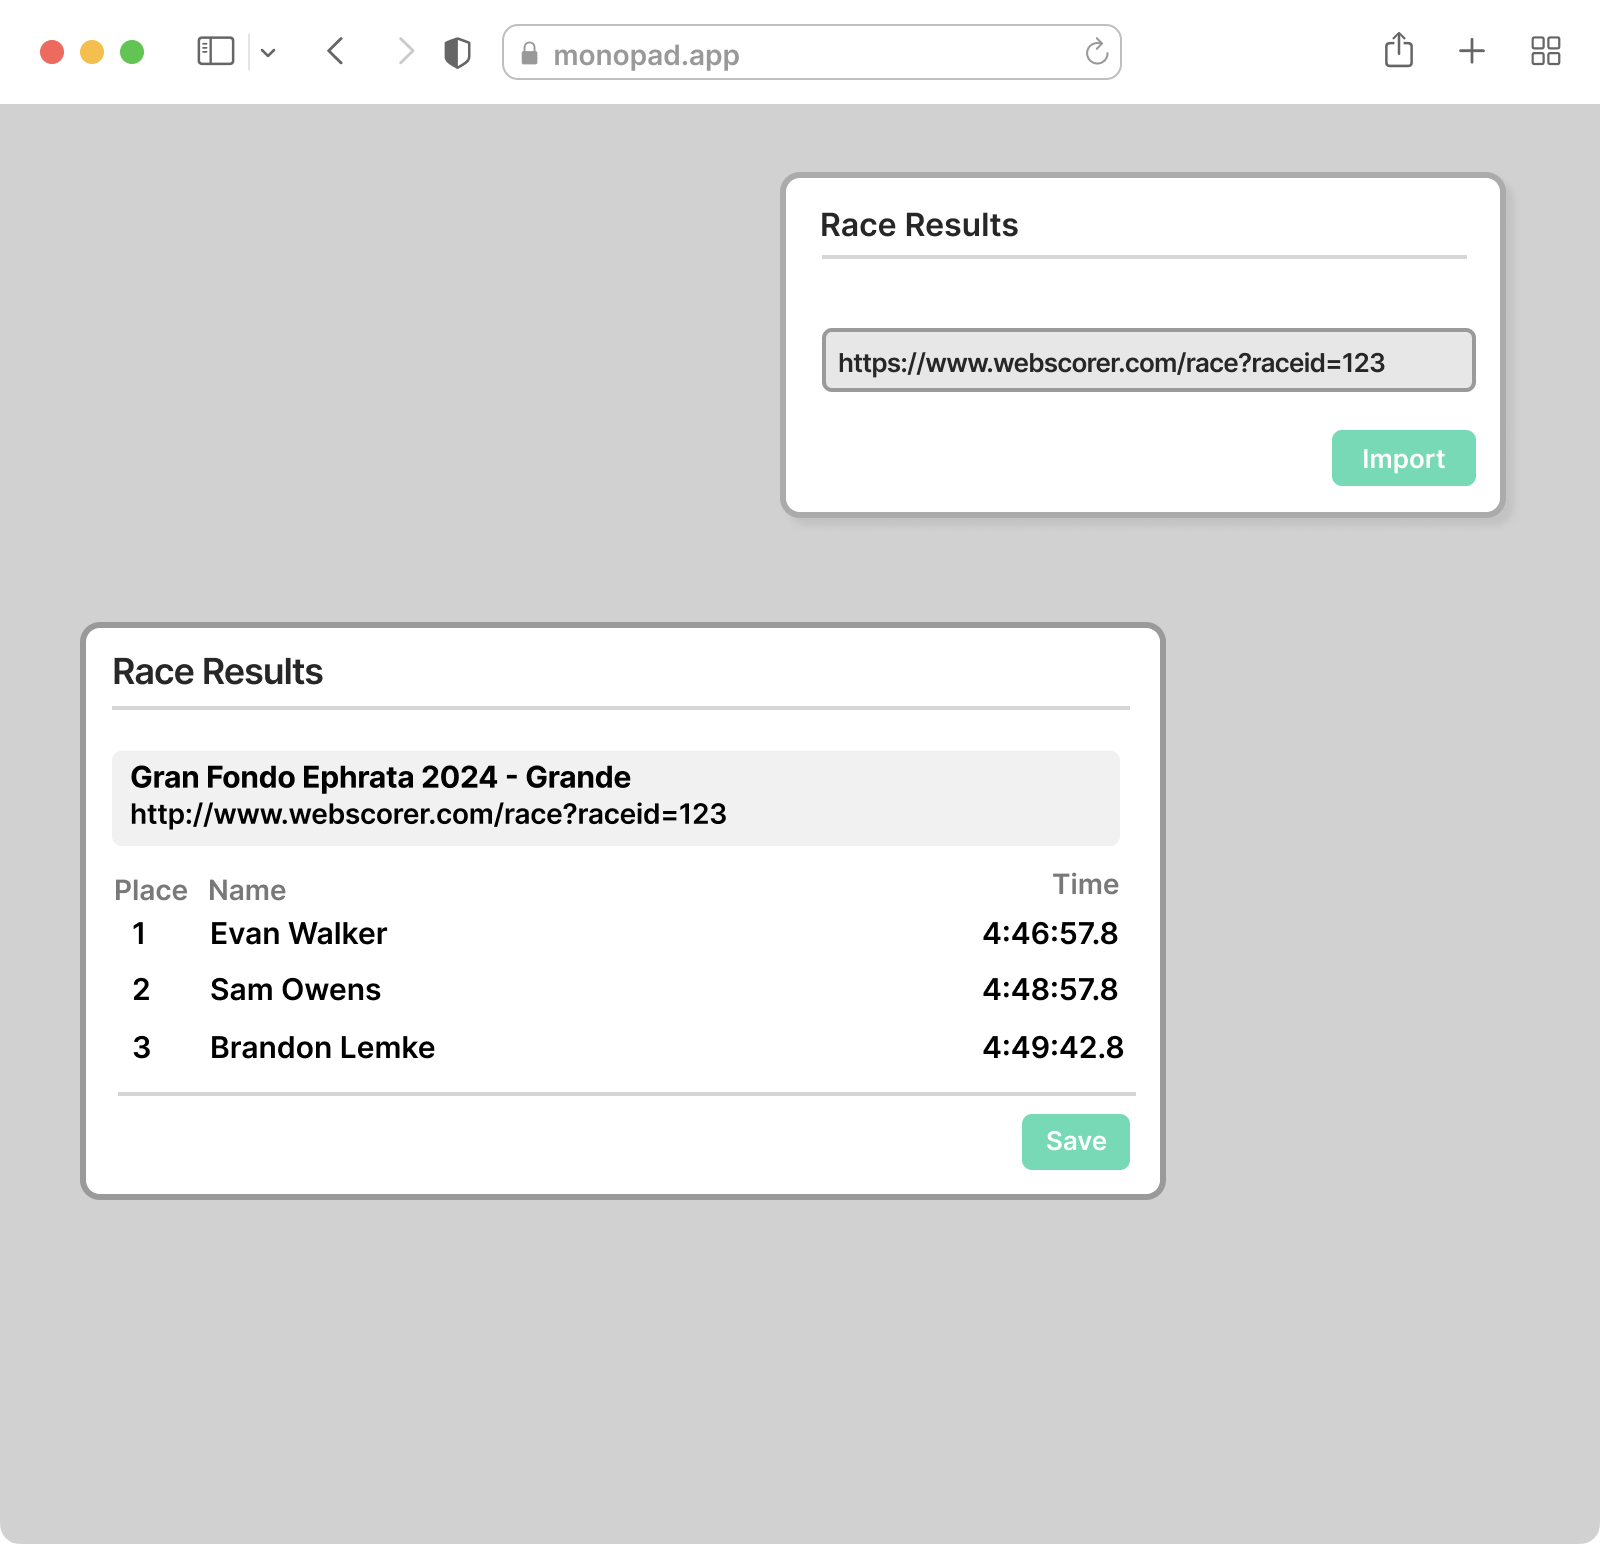 monopad.app
Race Results
https://www.webscorer.com/race?raceid=123
Import
Race Results
Gran Fondo Ephrata 2024 - Grande
http://www.webscorer.com/race?raceid=123
Place Name Time
1 Evan Walker 4:46:57.8
2 Sam Owens 4:48:57.8
3 Brandon Lemke 4:49:42.8
Save